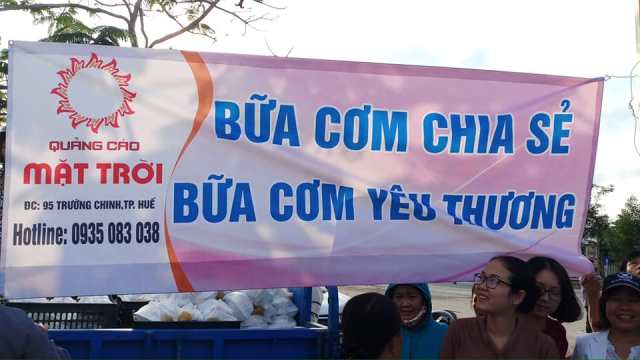 QUẢNG CÁO
MẶT TRỜI
ĐC: 95 TRƯỜNG CHINH,TP. HUẾ
Hotline: 0935 083 038
BỮA CƠM CHIA SẺ
BỮA CƠM YÊU THƯƠNG